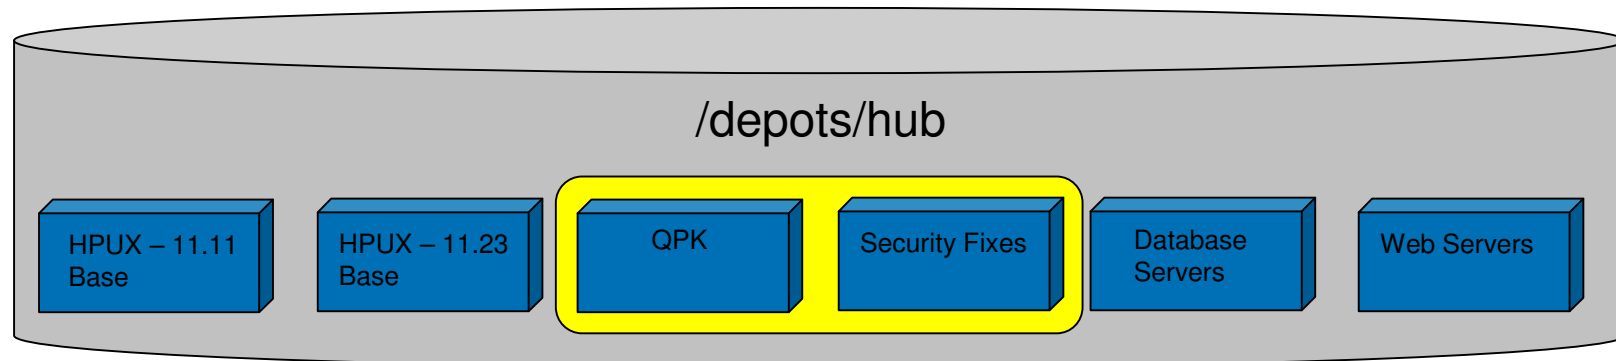 /depots/hub
HPUX – 11.11
Base
HPUX – 11.23
Base
QPK
Security Fixes
Database
Servers
Web Servers